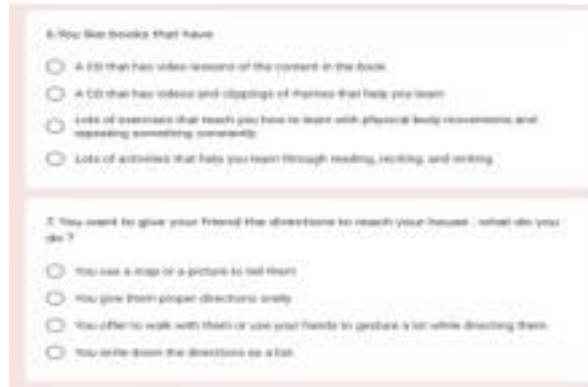 6.You like books that have
A CD that has video lessons of the content in the book
A CD that has videos and clippings of that help you learn
Lots of exercises that teach you how to learn with physical body movements and
repeating something constantly
Lots of activities that help you learn through reading, reciting, and writing
7. You want to give your friend the directions to reach your house ; what do you
do ?
You use a map or a picture to tell them
You give them proper directions orally
You offer to walk with them or use your hands to gesture a lot while directing them.
You write down the directions as a list.